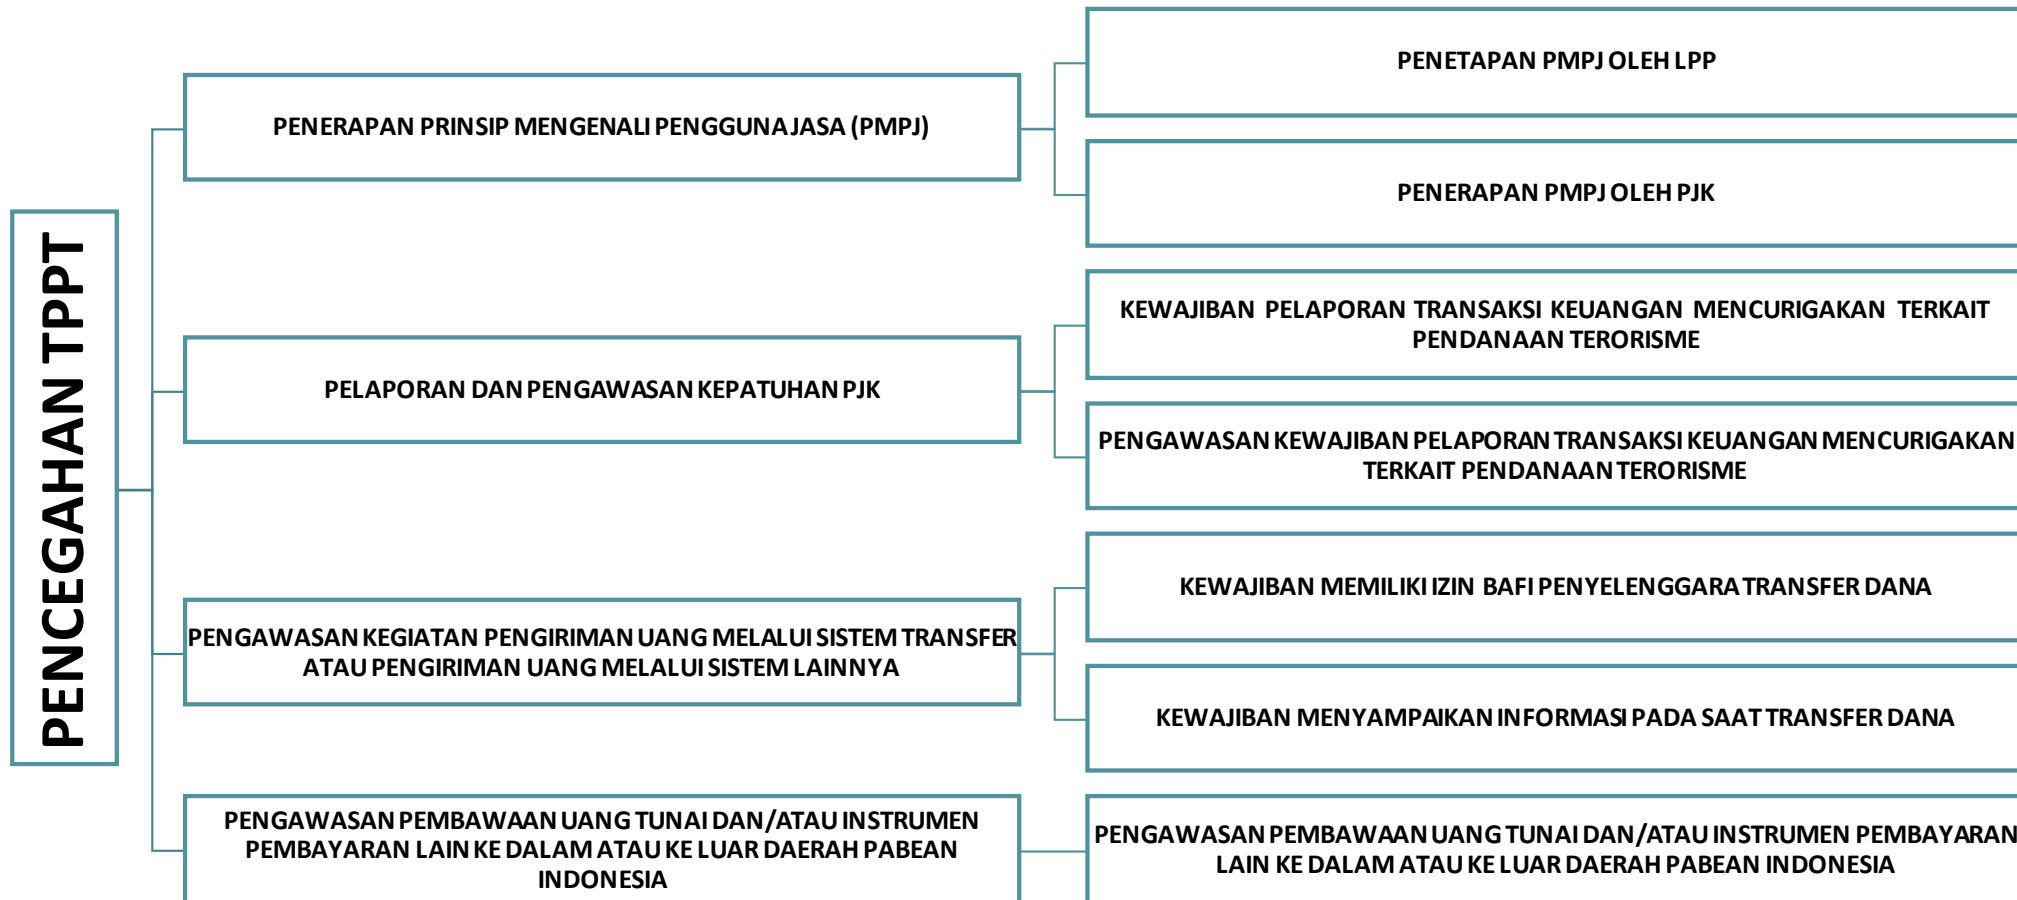 PENCEGAHAN TPPT
PENERAPAN PRINSIP MENGENALI PENGGUNA JASA (PMPJ)
PENETAPAN PMPJ OLEH LPP
PENERAPAN PMPJ OLEH PJK
PELAPORAN DAN PENGAWASAN KEPATUHAN PJK
KEWAJIBAN PELAPORAN TRANSAKSI KEUANGAN MENCURIGAKAN TERKAIT
PENDANAAN TERORISME
PENGAWASAN KEWAJIBAN PELAPORAN TRANSAKSI KEUANGAN MENCURIGAKAN
TERKAIT PENDANAAN TERORISME
PENGAWASAN KEGIATAN PENGIRIMAN UANG MELALUI SISTEM TRANSFER
ATAU PENGIRIMAN UANG MELALUI SISTEM LAINNYA
KEWAJIBAN MEMILIKI IZIN BAFI PENYELENGGARA TRANSFER DANA
KEWAJIBAN MENYAMPAIKAN INFORMASI PADA SAAT TRANSFER DANA
PENGAWASAN PEMBAWAAN UANG TUNAI DAN/ATAU INSTRUMEN
PEMBAYARAN LAIN KE DALAM ATAU KE LUAR DAERAH PABEAN
INDONESIA
PENGAWASAN PEMBAWAAN UANG TUNAI DAN/ATAU INSTRUMEN PEMBAYARAN
LAIN KE DALAM ATAU KE LUAR DAERAH PABEAN INDONESIA